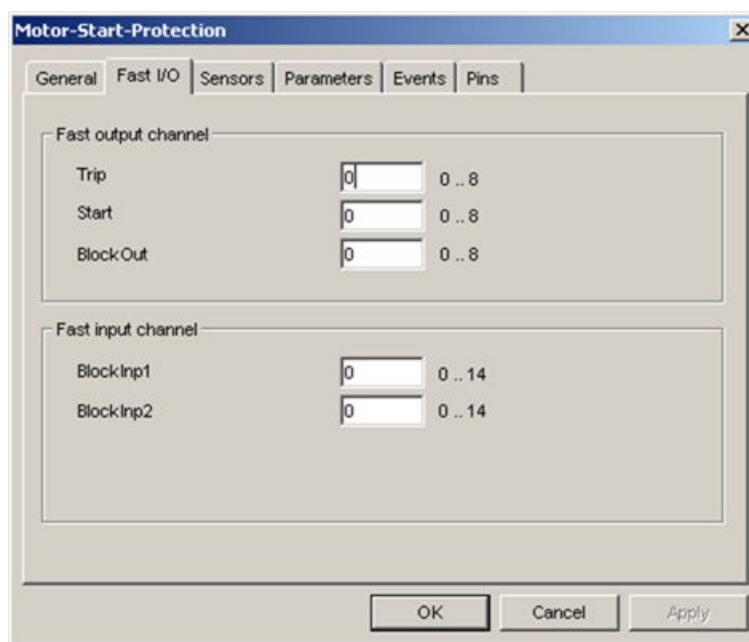 Motor-Start-Protection
General Fast I/O Sensors Parameters Events Pins
Fast output channel
Trip 0 0 .. 8
Start 0 0 .. 8
BlockOut 0 0 .. 8
Fast input channel
BlockInp1 0 0 .. 14
BlockInp2 0 0 .. 14
OK Cancel Apply